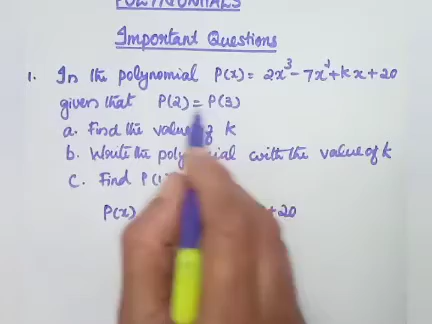 POLYNOMIALS
Important Questions
1. In the polynomial P(x) = 2x³ - 7x² + kx + 20
given that P(2) = P(3)
a. Find the value of k
b. Write the polynomial with the value of k
c. Find P(1)
P(x) + 20